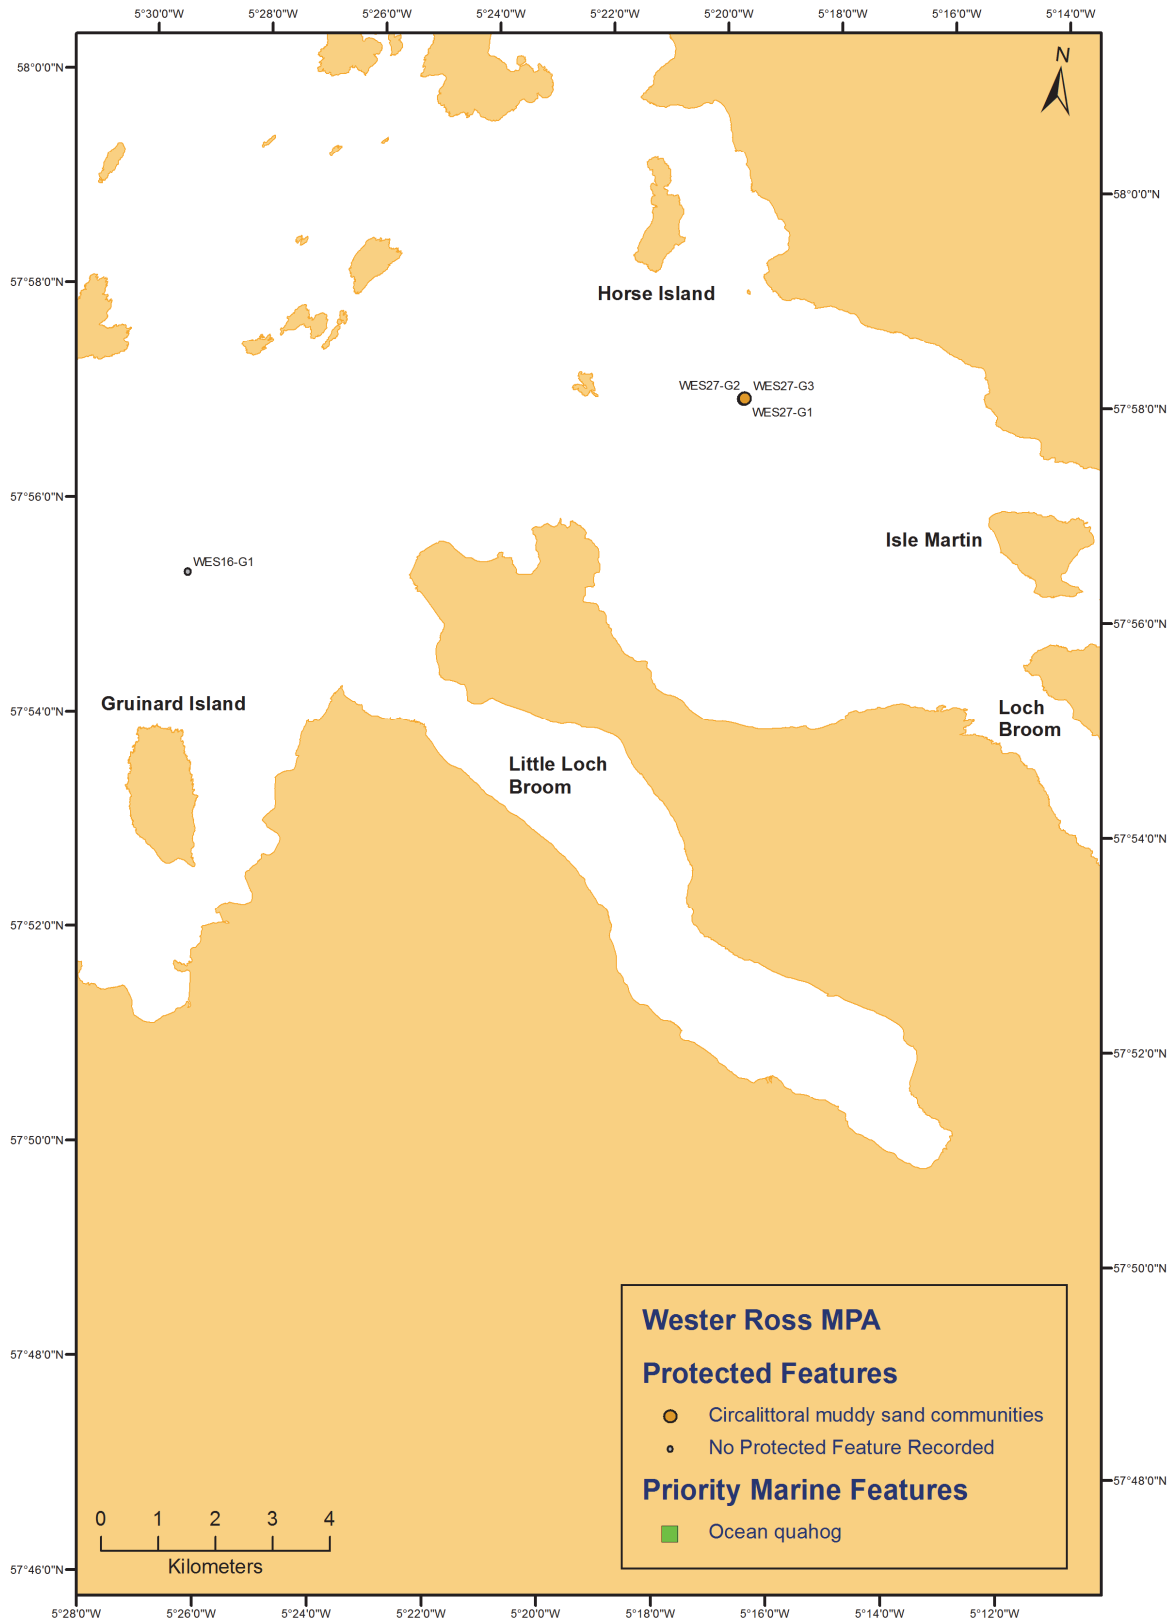 5°30'0"W 5°28'0"W 5°26'0"W 5°24'0"W 5°22'0"W 5°20'0"W 5°18'0"W 5°16'0"W 5°14'0"W
N
58°0'0"N
58°0'0"N
57°58'0"N
Horse Island
WES27-G2 WES27-G3
WES27-G1
57°58'0"N
57°56'0"N
Isle Martin
WES16-G1
57°56'0"N
Gruinard Island
57°54'0"N
Loch
Broom
Little Loch
Broom
57°54'0"N
57°52'0"N
57°52'0"N
57°50'0"N
57°50'0"N
Wester Ross MPA
57°48'0"N
Protected Features
Circalittoral muddy sand communities
No Protected Feature Recorded
57°48'0"N
Priority Marine Features
Ocean quahog
0 1 2 3 4
Kilometers
57°46'0"N
5°28'0"W 5°26'0"W 5°24'0"W 5°22'0"W 5°20'0"W 5°18'0"W 5°16'0"W 5°14'0"W 5°12'0"W